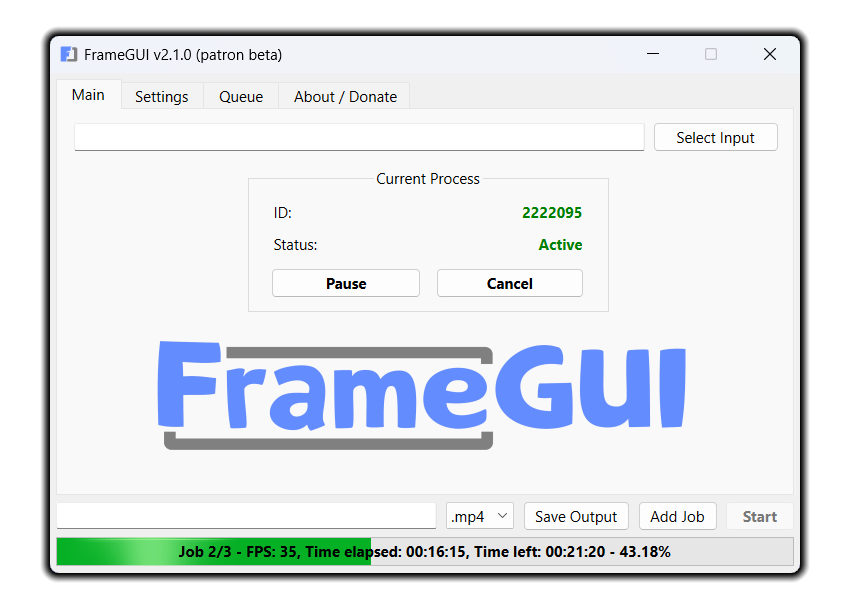 FrameGUI v2.1.0 (patron beta)
Main Settings Queue About / Donate
Select Input
Current Process
ID: 2222095
Status: Active
Pause Cancel
FrameGUI
.mp4 Save Output Add Job Start
Job 2/3 - FPS: 35, Time elapsed: 00:16:15, Time left: 00:21:20 - 43.18%